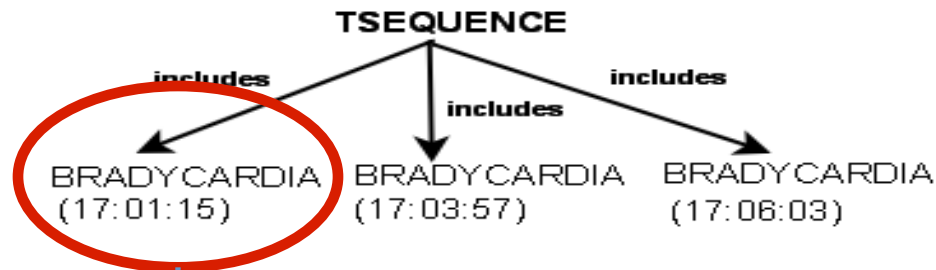 TSEQUENCE
includes
includes
includes
BRADYCARDIA BRADYCARDIA BRADYCARDIA
(17:01:15) (17:03:57) (17:06:03)